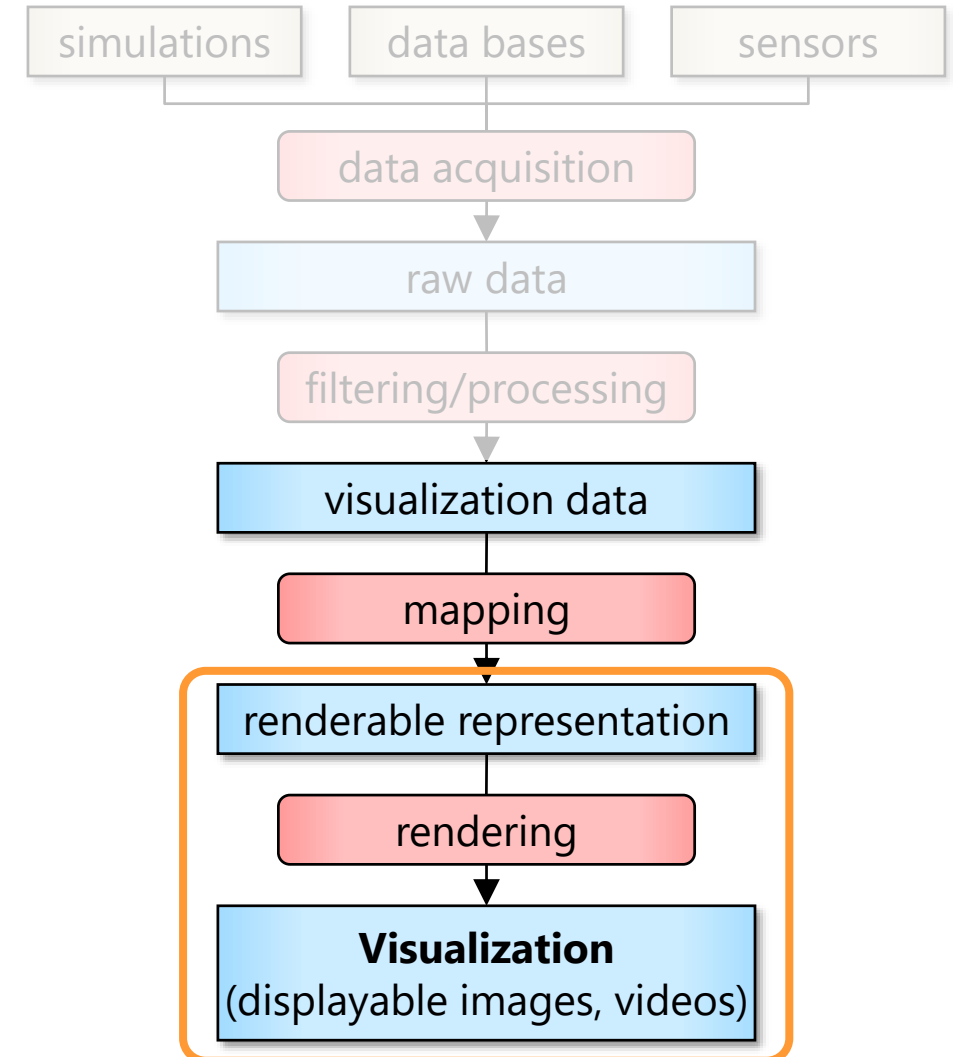 simulations
data bases
sensors
data acquisition
raw data
filtering/processing
visualization data
mapping
renderable representation
rendering
Visualization
(displayable images, videos)